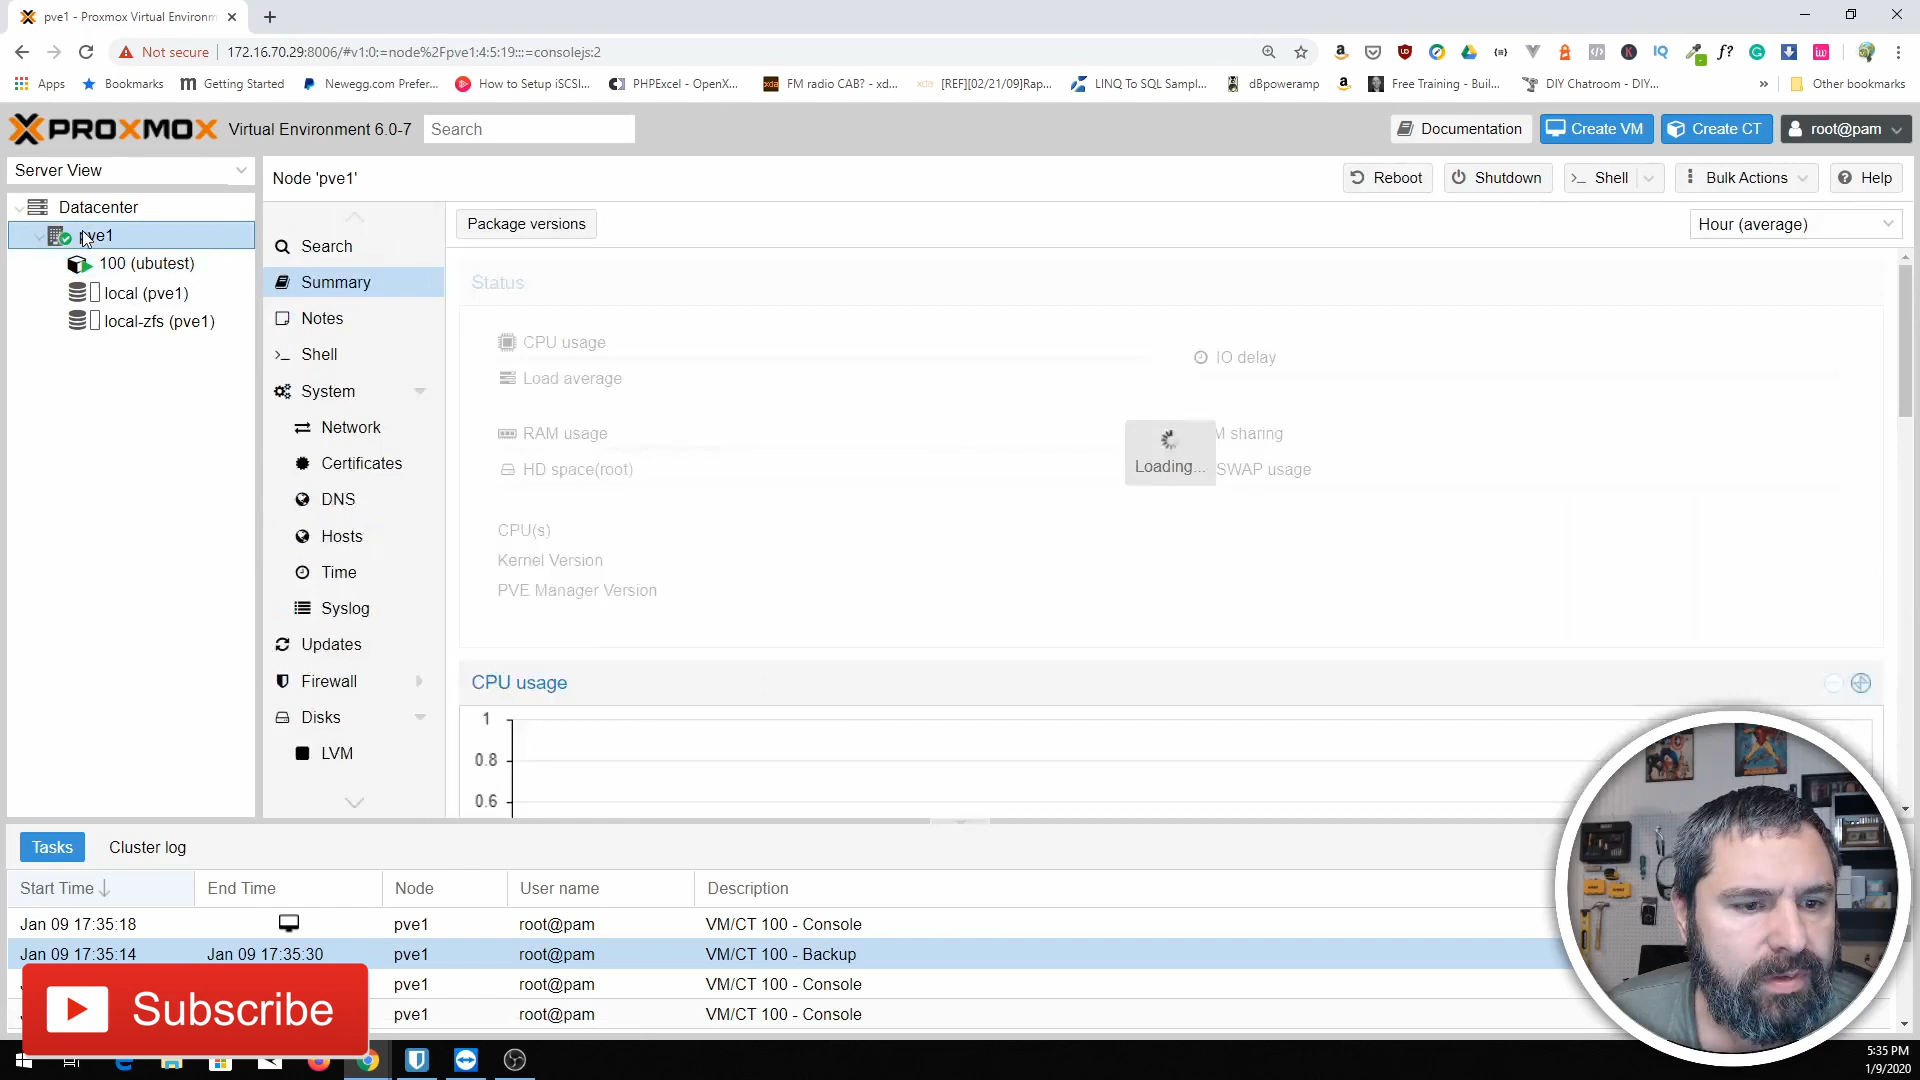 pve1 - Proxmox Virtual Environm
Not secure
172.16.70.29:8006/#v1:0:=node%2Fpve1:4:5:19:::=consolejs:2
Apps
Bookmarks
Getting Started
Newegg.com Prefer...
How to Setup iSCSI...
PHPExcel - OpenX...
FM radio CAB? - xd...
[REF][02/21/09]Rap...
LINQ To SQL Sampl...
dBpoweramp
Free Training - Buil...
DIY Chatroom - DIY...
Other bookmarks
PROXMOX
Virtual Environment 6.0-7
Search
Documentation
Create VM
Create CT
root@pam
Server View
Node 'pve1'
Reboot
Shutdown
Shell
Bulk Actions
Help
Datacenter
pve1
100 (ubutest)
local (pve1)
local-zfs (pve1)
Search
Summary
Notes
Shell
System
Network
Certificates
DNS
Hosts
Time
Syslog
Updates
Firewall
Disks
LVM
Package versions
Hour (average)
Status
CPU usage
IO delay
Load average
RAM usage
M sharing
HD space(root)
SWAP usage
Loading...
CPU(s)
Kernel Version
PVE Manager Version
CPU usage
1
0.8
0.6
Tasks
Cluster log
Start Time
End Time
Node
User name
Description
Jan 09 17:35:18
pve1
root@pam
VM/CT 100 - Console
Jan 09 17:35:14
Jan 09 17:35:30
pve1
root@pam
VM/CT 100 - Backup
pve1
root@pam
VM/CT 100 - Console
pve1
root@pam
VM/CT 100 - Console
Subscribe
5:35 PM
1/9/2020